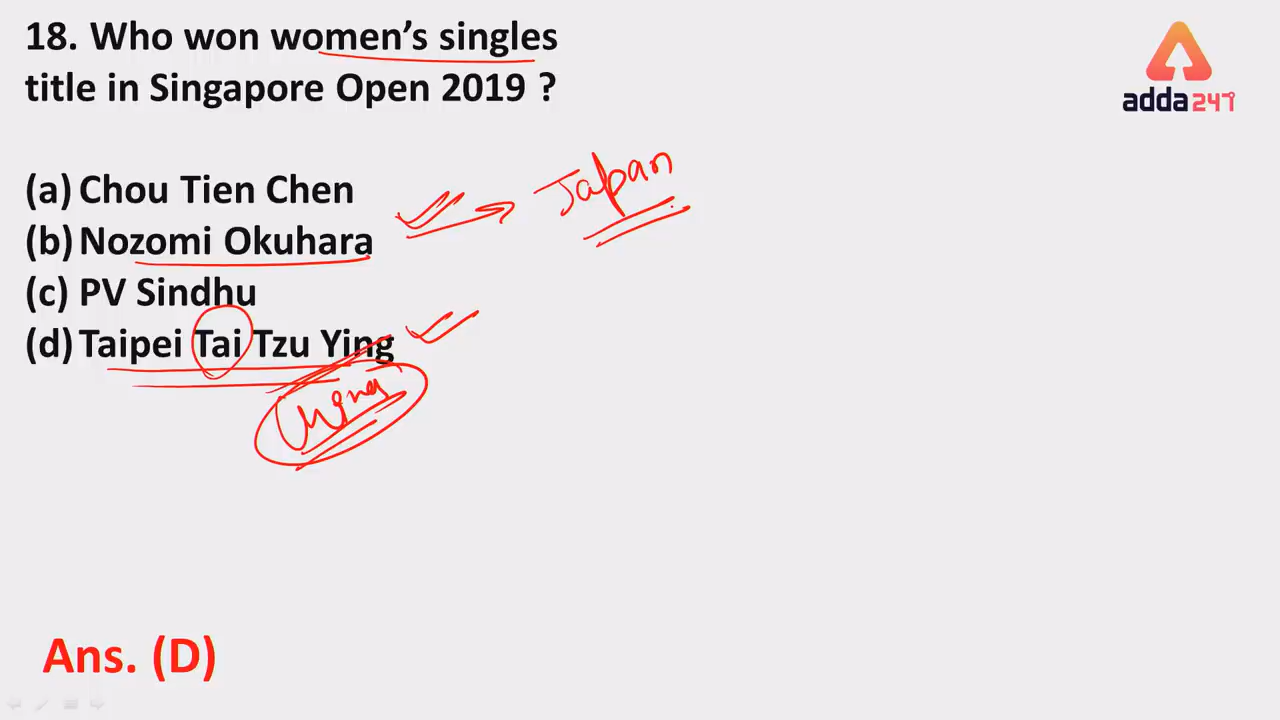 18. Who won women's singles
title in Singapore Open 2019 ?
adda247
(a) Chou Tien Chen
Japan
(b) Nozomi Okuhara
(c) PV Sindhu
(d) Taipei Tai Tzu Ying
Ans. (D)